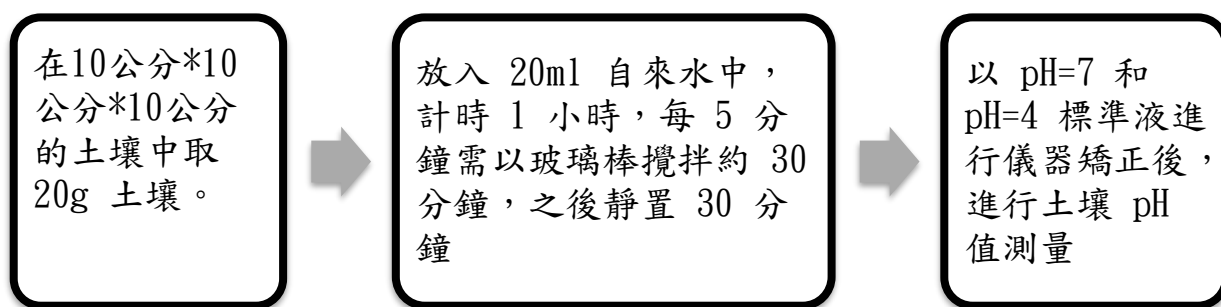 在10公分*10
公分*10公分
的土壤中取
20g 土壤。
放入 20ml 自來水中，
計時 1 小時，每 5 分
鐘需以玻璃棒攪拌約 30
分鐘，之後靜置 30 分
鐘
以 pH=7 和
pH=4 標準液進
行儀器矯正後，
進行土壤 pH
值測量